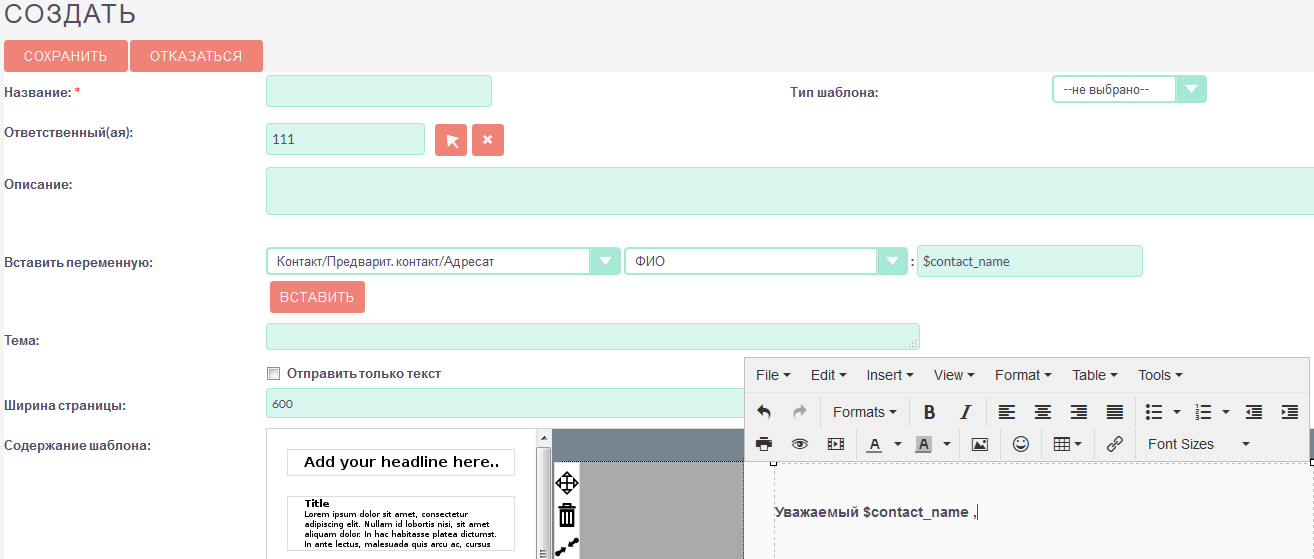 СОЗДАТЬ
СОХРАНИТЬ ОТКАЗАТЬСЯ
Название: * Тип шаблона: --не выбрано--
Ответственный(ая): 111
Описание:
Вставить переменную: Контакт/Предварит. контакт/Адресат ФИО : $contact_name
ВСТАВИТЬ
Тема:
Отправить только текст
Ширина страницы: 600
File Edit Insert View Format Table Tools
Formats B I
A A Font Sizes
Содержание шаблона:
Add your headline here..
Title
Lorem ipsum dolor sit amet, consectetur
adipiscing elit. Nullam id lobortis nisi, sit amet
aliquam dolor. In hac habitasse platea dictumst.
In ante lectus, malesuada quis arcu ac, cursus
Уважаемый $contact_name ,